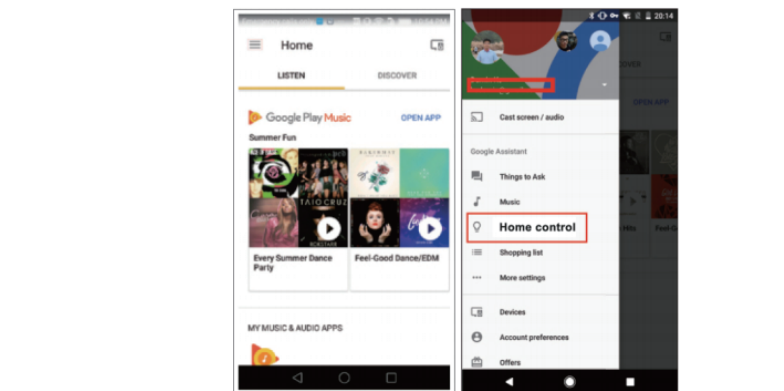 Home
LISTEN
DISCOVER
Google Play Music
OPEN APP
Summer Fun
TAIO CRUZ
Every Summer Dance
Party
Feel-Good Dance/EDM
MY MUSIC & AUDIO APPS
20:14
OPEN APP
Cast screen / audio
Google Assistant
Things to Ask
Music
Home control
Shopping list
More settings
Devices
Account preferences
Offers